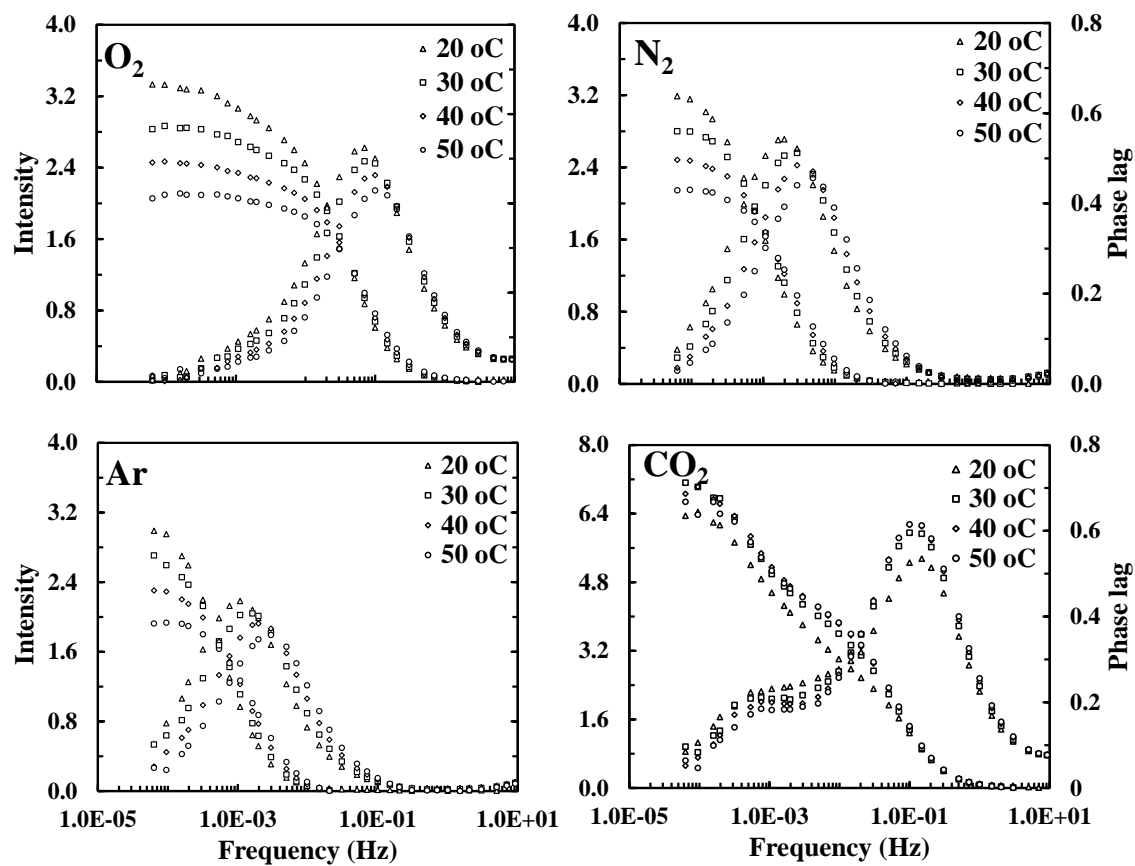 4.0
3.2
2.4
1.6
0.8
0.0
Intensity
O2
20 oC
30 oC
40 oC
50 oC
4.0
3.2
2.4
1.6
0.8
0.0
N2
20 oC
30 oC
40 oC
50 oC
0.8
0.6
0.4
0.2
0.0
Phase lag
4.0
3.2
2.4
1.6
0.8
0.0
Intensity
Ar
20 oC
30 oC
40 oC
50 oC
1.0E-05 1.0E-03 1.0E-01 1.0E+01
Frequency (Hz)
8.0
6.4
4.8
3.2
1.6
0.0
CO2
20 oC
30 oC
40 oC
50 oC
0.8
0.6
0.4
0.2
0
Phase lag
1.0E-05 1.0E-03 1.0E-01 1.0E+01
Frequency (Hz)